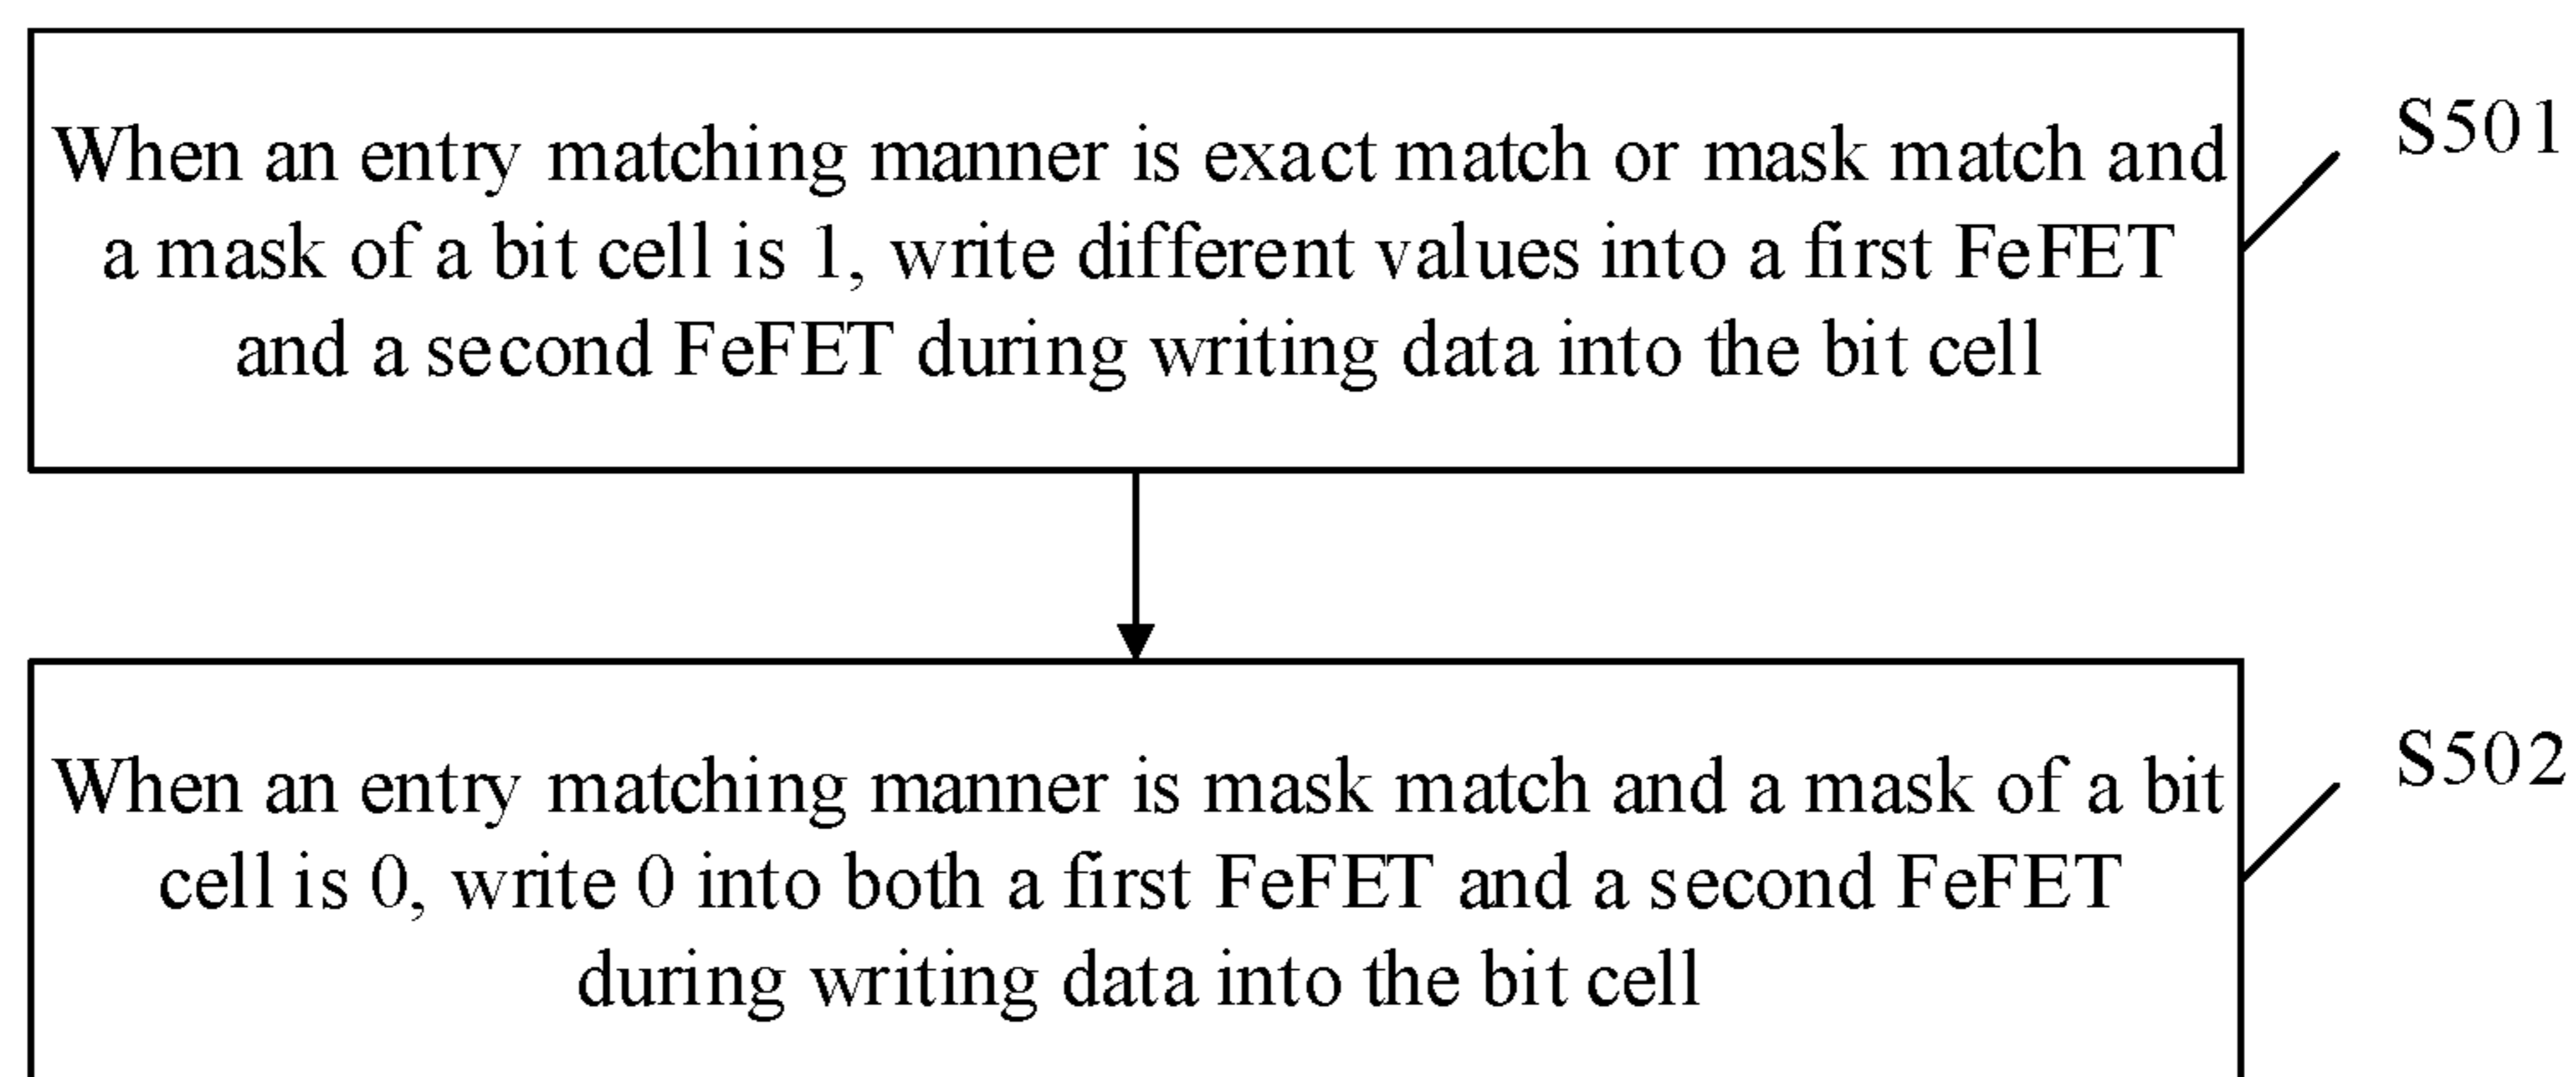 When an entry matching manner is exact match or mask match and
a mask of a bit cell is 1, write different values into a first FeFET
and a second FeFET during writing data into the bit cell
S501
When an entry matching manner is mask match and a mask of a bit
cell is 0, write 0 into both a first FeFET and a second FeFET
during writing data into the bit cell
S502